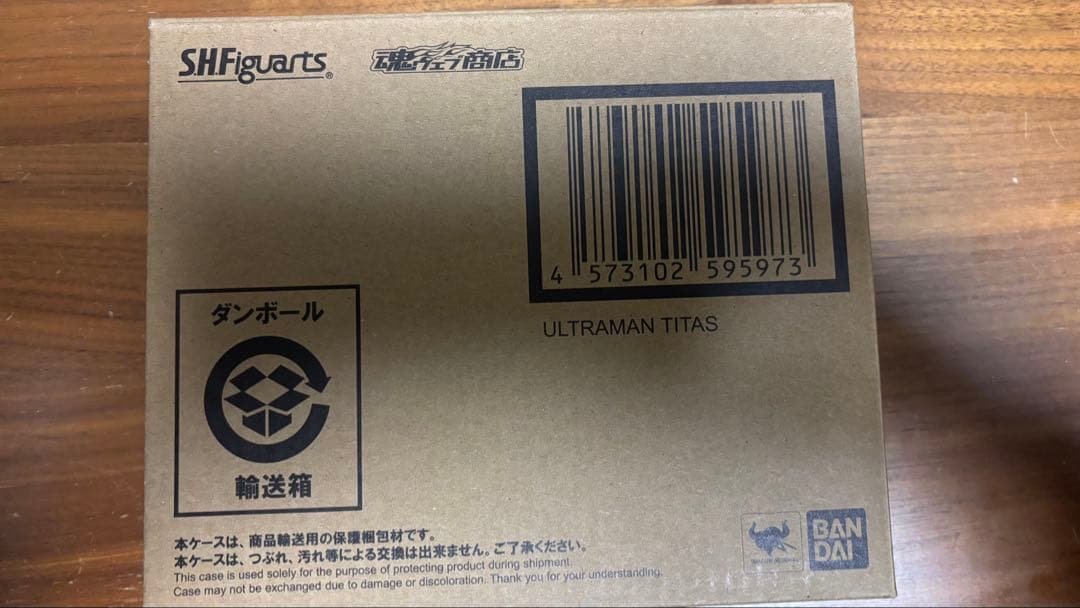 S.H.Figuarts®
魂ウェブ商店
4 573102 595973
ULTRAMAN TITAS
ダンボール
輸送箱
本ケースは、商品輸送用の保護梱包材です。
本ケースは、つぶれ、汚れ等による交換は出来ません。ご了承ください。
This case is used solely for the purpose of protecting product during shipment.
Case may not be exchanged due to damage or discoloration. Thank you for your understanding.
BAN
DAI